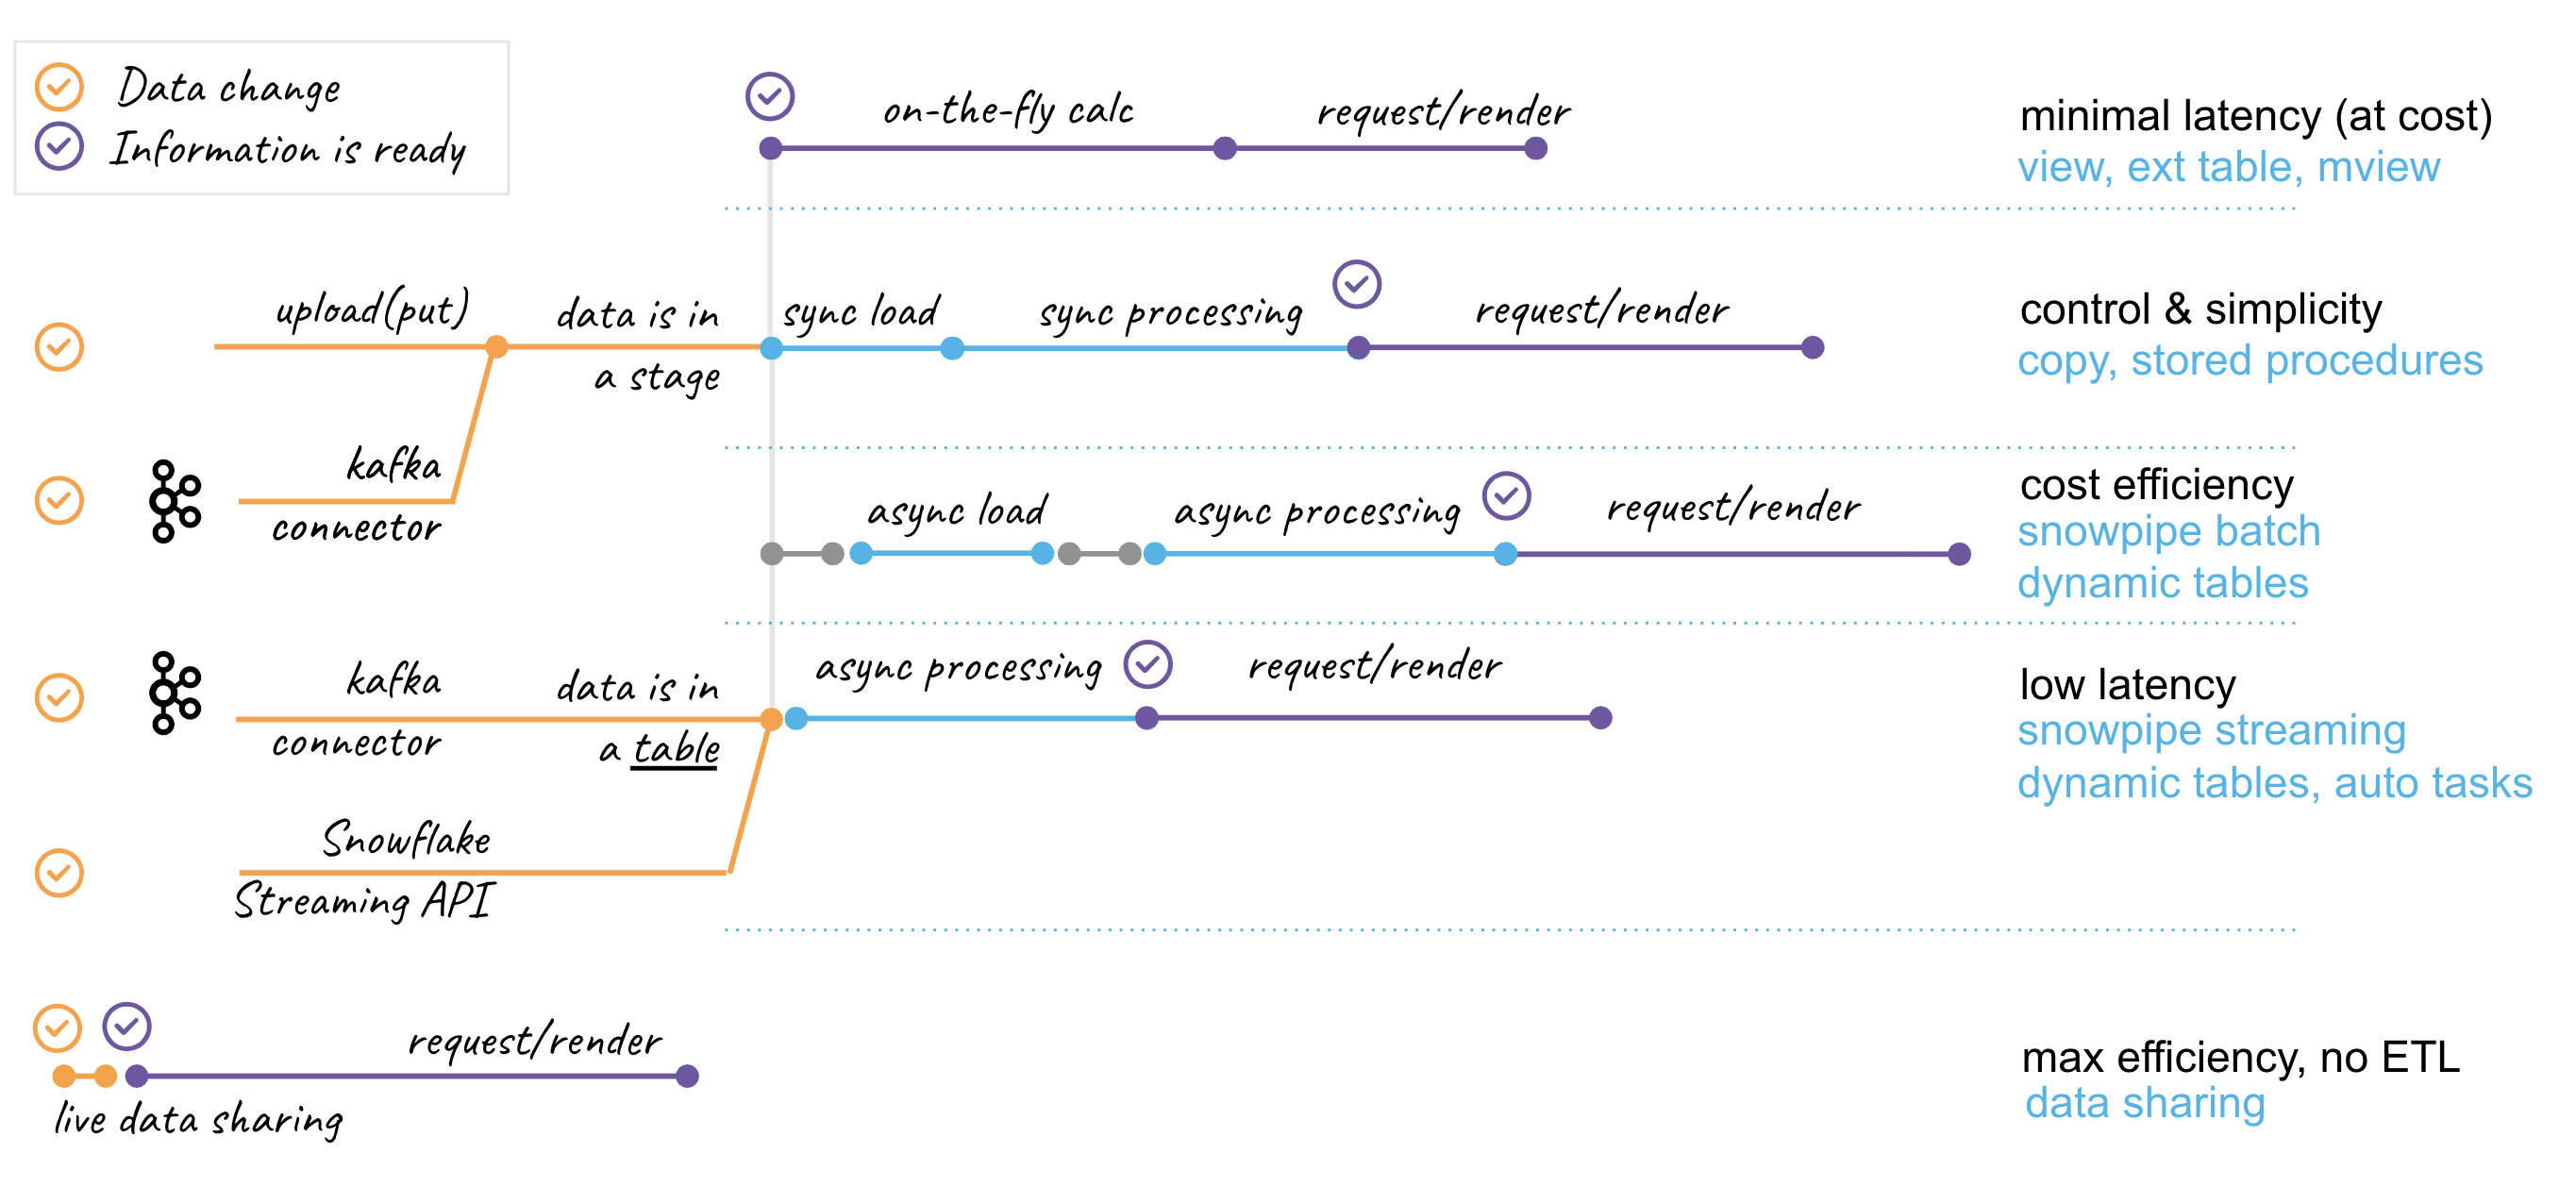 Data change
Information is ready
on-the-fly calc
request/render
minimal latency (at cost)
view, ext table, mview
upload(put)
data is in
a stage
sync load
sync processing
request/render
control & simplicity
copy, stored procedures
kafka
connector
async load
async processing
request/render
cost efficiency
snowpipe batch
dynamic tables
kafka
connector
data is in
a table
async processing
request/render
low latency
snowpipe streaming
dynamic tables, auto tasks
Snowflake
Streaming API
request/render
live data sharing
max efficiency, no ETL
data sharing